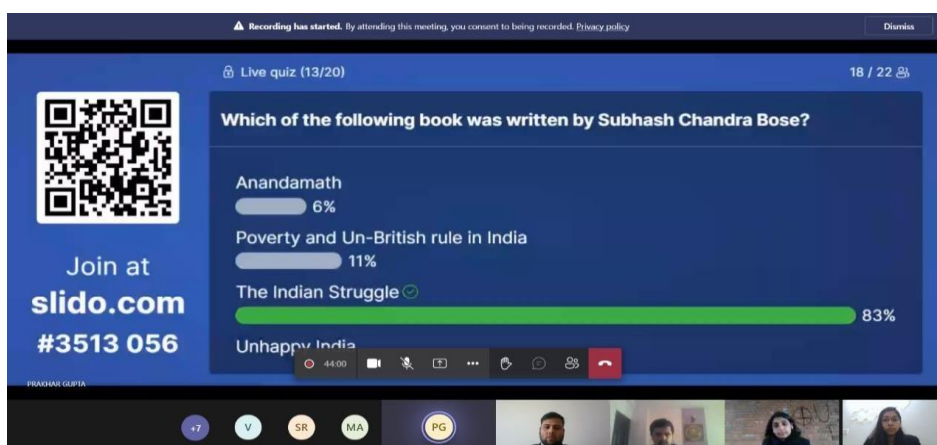 Recording has started. By attending this meeting, you consent to being recorded. Privacy policy
Dismiss
Live quiz (13/20)
18 / 22
Which of the following book was written by Subhash Chandra Bose?
Anandamath
6%
Poverty and Un-British rule in India
11%
The Indian Struggle
83%
Unhappy India
Join at
slido.com
#3513 056
44:00
PRAKHAR GUPTA
+7
V
SR
MA
PG